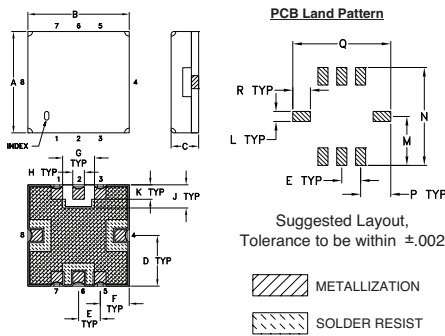 PCB Land Pattern
B
7 6 5
A
8
4
INDEX
1 2 3
C
Q
R TYP
L TYP
N
M
E TYP
P TYP
G
TYP
H TYP
1 2 3
K TYP
J TYP
8
4
D TYP
7 6 5
E
TYP
F
TYP
Suggested Layout,
Tolerance to be within ±.002
METALLIZATION
SOLDER RESIST